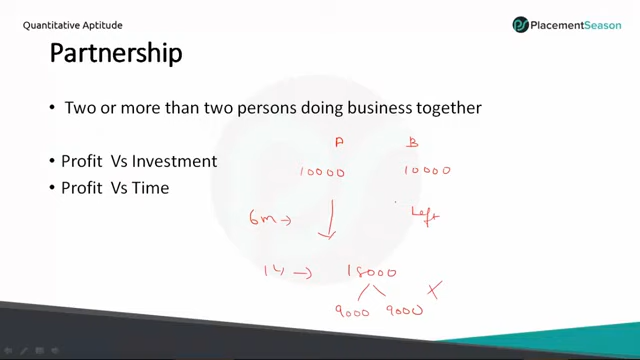 Quantitative Aptitude
PlacementSeason
Partnership
• Two or more than two persons doing business together
A B
• Profit Vs Investment
10000 10000
• Profit Vs Time
6m → Left
1y → 18000
9000 9000 X